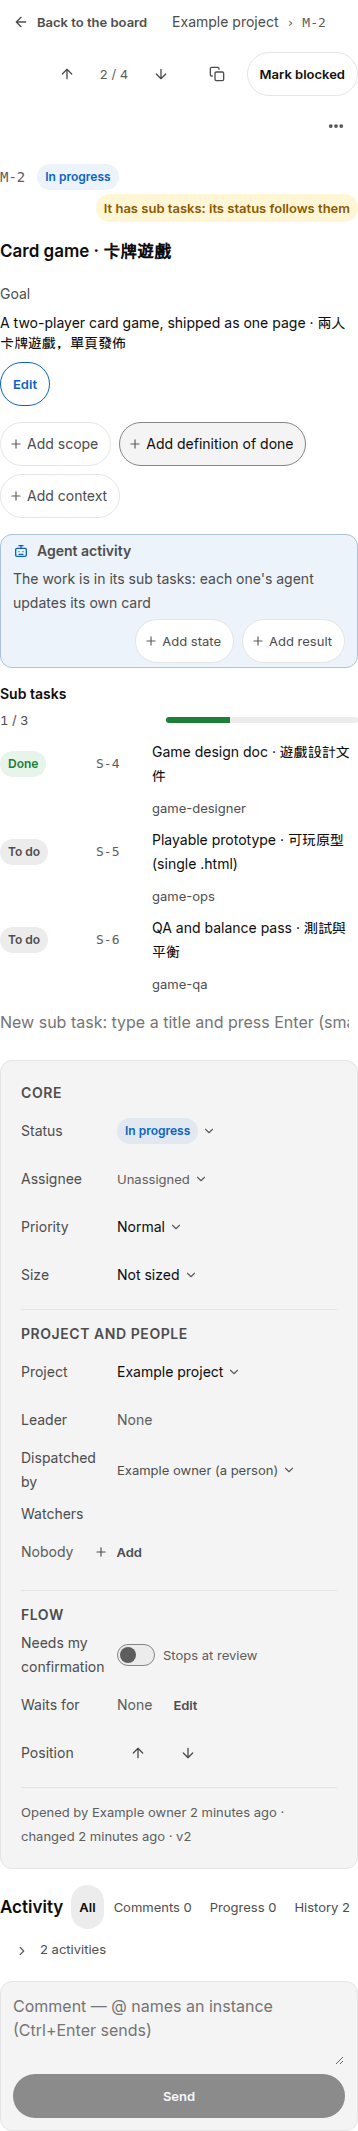 Back to the board Example project › M-2
2 / 4 Mark blocked
M-2 In progress
It has sub tasks: its status follows them
Card game · 卡牌遊戲
Goal
A two-player card game, shipped as one page · 兩人
卡牌遊戲，單頁發佈
Edit
Add scope Add definition of done
Add context
Agent activity
The work is in its sub tasks: each one's agent
updates its own card
Add state Add result
Sub tasks
1 / 3
Done S-4 Game design doc · 遊戲設計文
件
game-designer
To do S-5 Playable prototype · 可玩原型
(single .html)
game-ops
To do S-6 QA and balance pass · 測試與
平衡
game-qa
New sub task: type a title and press Enter (sma
CORE
Status In progress
Assignee Unassigned
Priority Normal
Size Not sized
PROJECT AND PEOPLE
Project Example project
Leader None
Dispatched
by Example owner (a person)
Watchers
Nobody Add
FLOW
Needs my
confirmation Stops at review
Waits for None Edit
Position
Opened by Example owner 2 minutes ago ·
changed 2 minutes ago · v2
Activity All Comments 0 Progress 0 History 2
2 activities
Comment — @ names an instance
(Ctrl+Enter sends)
Send